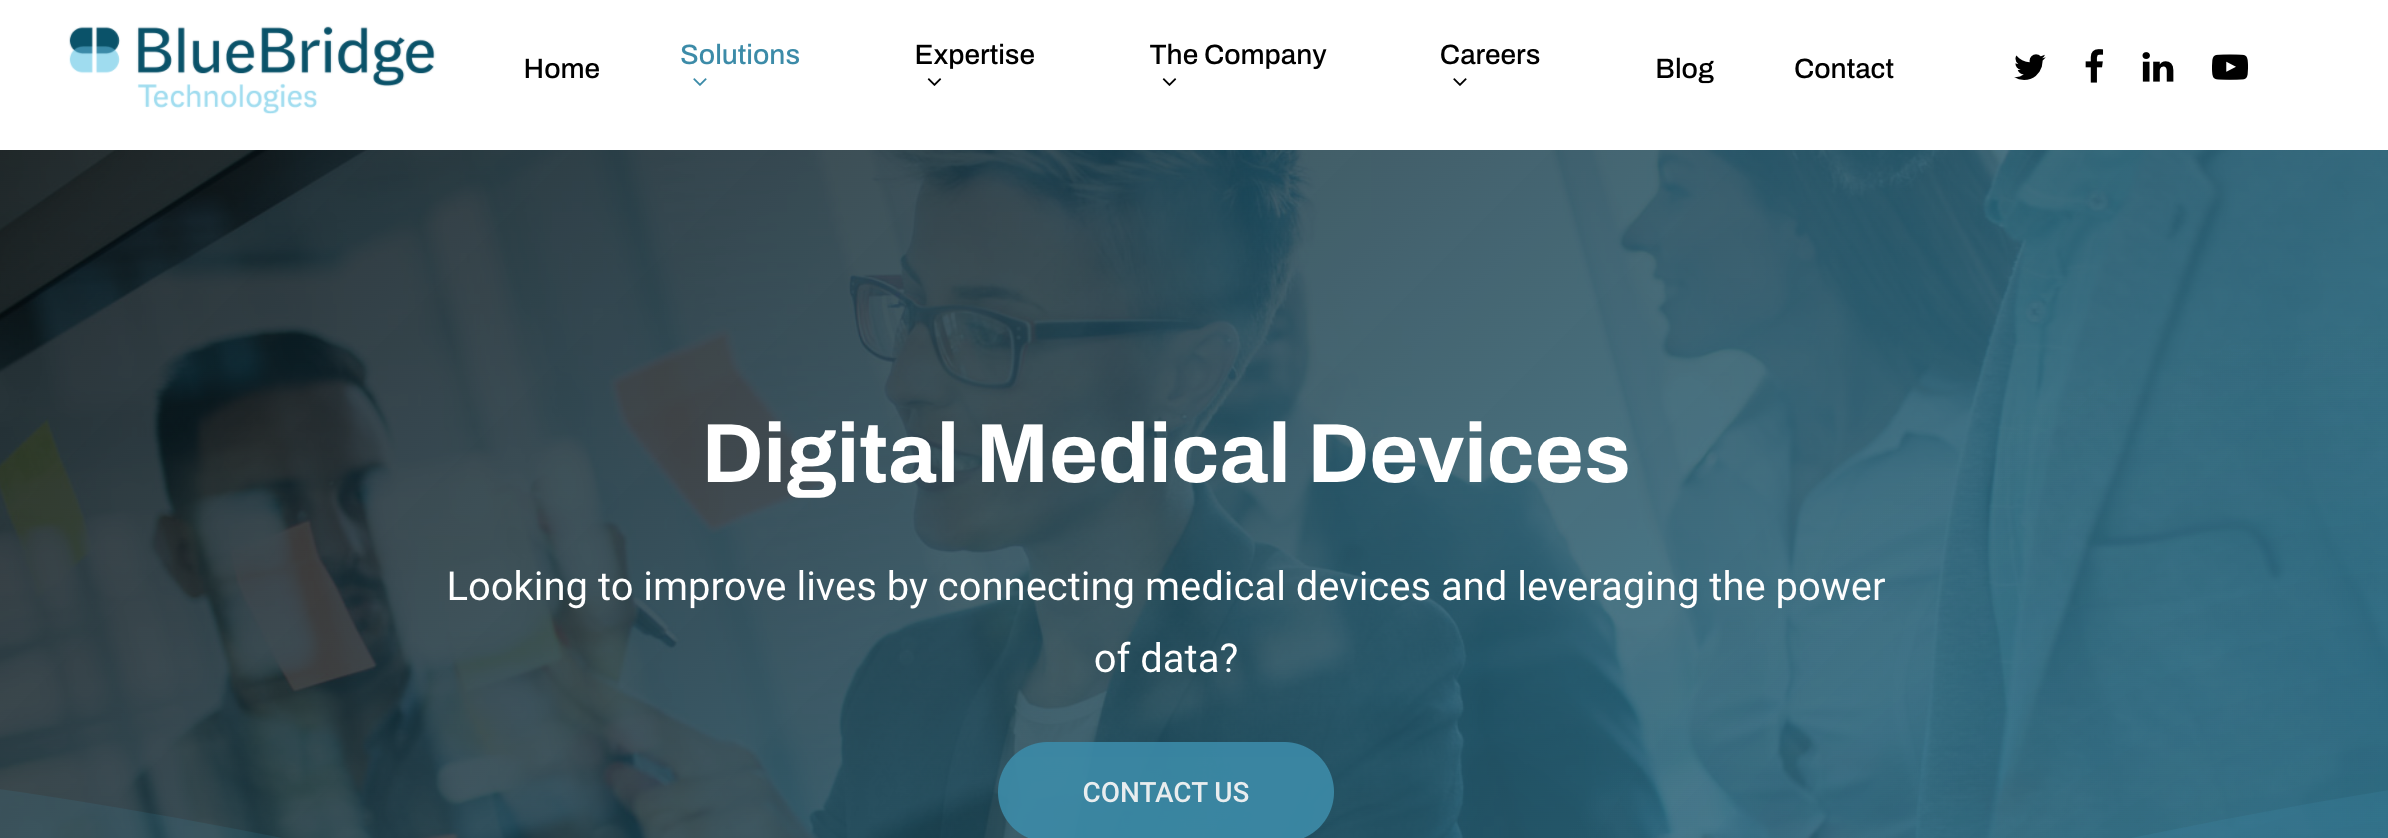 BlueBridge
Technologies
Home
Solutions
Expertise
The Company
Careers
Blog
Contact
Digital Medical Devices
Looking to improve lives by connecting medical devices and leveraging the power
of data?
CONTACT US